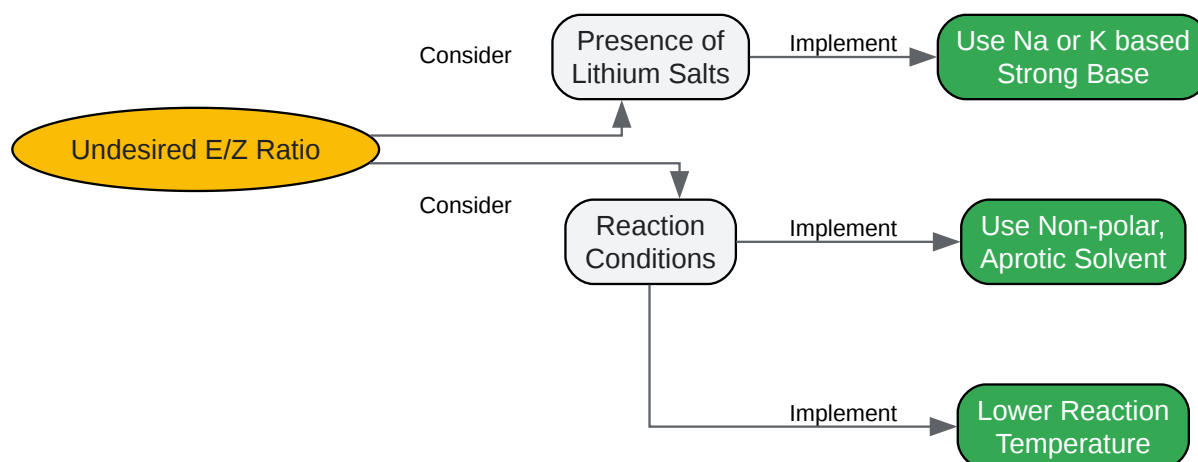 Consider
Presence of
Lithium Salts
Implement
Use Na or K based
Strong Base
Undesired E/Z Ratio
Consider
Reaction
Conditions
Implement
Use Non-polar,
Aprotic Solvent
Implement
Lower Reaction
Temperature